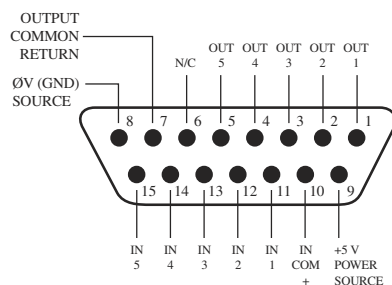 OUTPUT
COMMON
RETURN
ØV (GND)
SOURCE
N/C
OUT
5
OUT
4
OUT
3
OUT
2
OUT
1
8 7 6 5 4 3 2 1
15 14 13 12 11 10 9
IN
5
IN
4
IN
3
IN
2
IN
1
IN
COM
+
+5 V
POWER
SOURCE